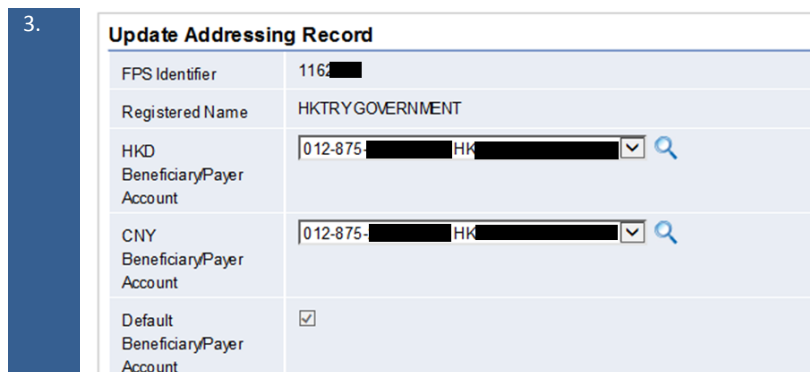 3.
Update Addressing Record
FPS Identifier
1162
Registered Name
HKTRY GOVERNMENT
HKD
Beneficiary/Payer
Account
012-875- HK
CNY
Beneficiary/Payer
Account
012-875- HK
Default
Beneficiary/Payer
Account